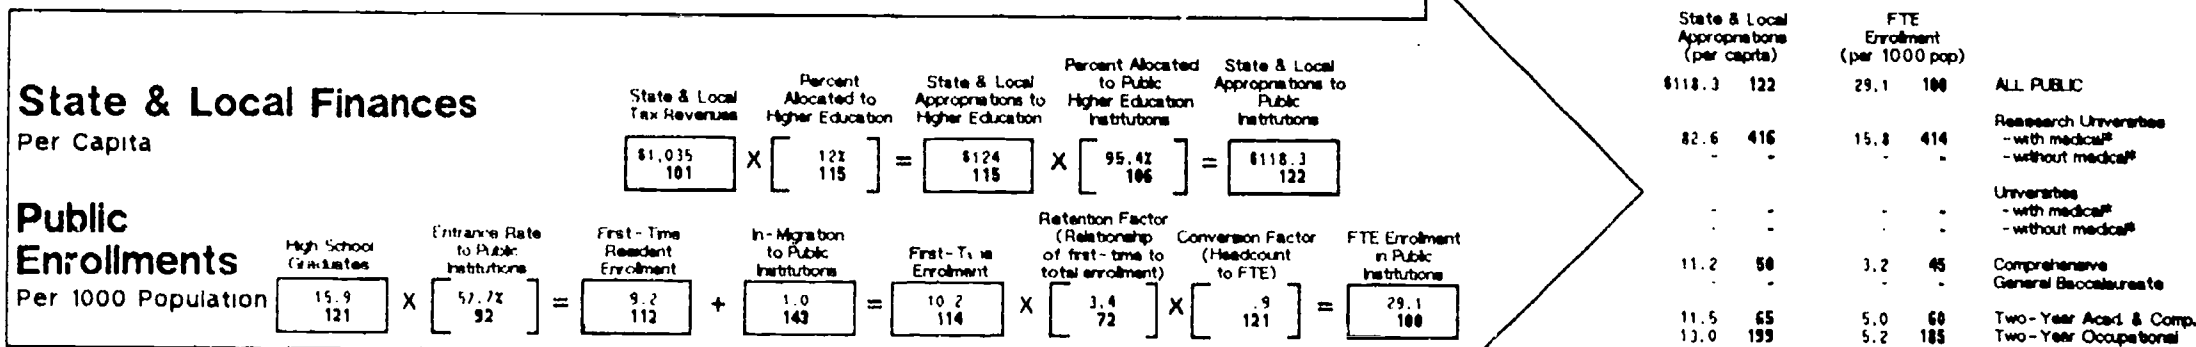 State & Local Finances
Per Capita
State & Local
Tax Revenues
$1,035
101
X
Percent
Allocated to
Higher Education
12%
115
=
State & Local
Appropriations to
Higher Education
$124
115
X
Percent Allocated
to Public
Higher Education
Institutions
95.4%
106
=
State & Local
Appropriations to
Public
Institutions
$118.3
122
Public
Enrollments
Per 1000 Population
High School
Graduates
15.9
121
X
Entrance Rate
to Public
Institutions
57.7%
92
=
First-Time
Resident
Enrollment
9.2
112
+
In-Migration
to Public
Institutions
1.0
143
=
First-Time
Enrollment
10.2
114
X
Retention Factor
(Relationship
of first-time to
total enrollment)
3.4
72
X
Conversion Factor
(Headcount
to FTE)
.9
121
=
FTE Enrollment
in Public
Institutions
29.1
100
State & Local
Appropriations
(per capita)
FTE
Enrollment
(per 1000 pop)
$118.3 122 29.1 100 ALL PUBLIC
Research Universities
82.6 416 15.8 414 - with medical*
- - - - - without medical*
Universities
- - - - - with medical*
- - - - - without medical*
11.2 50 3.2 45 Comprehensive
- - - - General Baccalaureate
11.5 65 5.0 60 Two-Year Acad. & Comp.
13.0 199 5.2 185 Two-Year Occupational